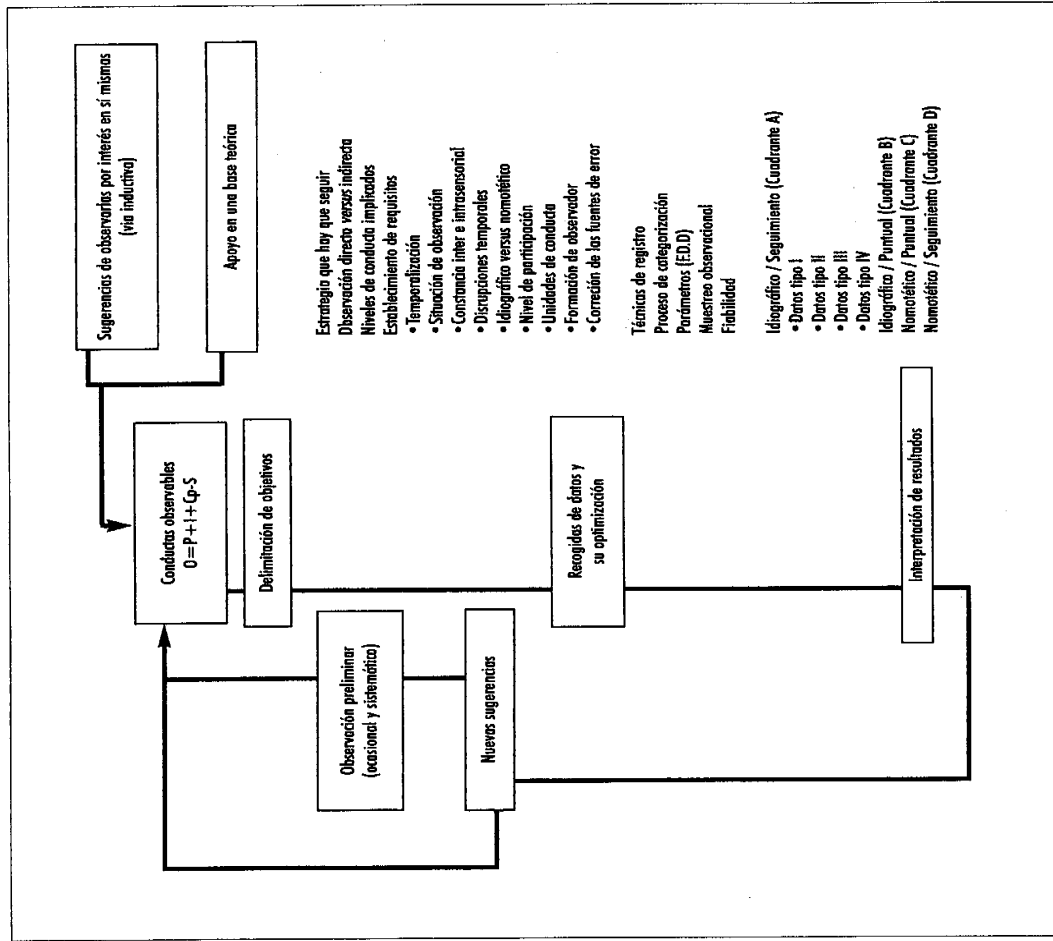 Sugerencias de observarlas por interés en sí mismas
(via inductiva)
Apoyo en una base teórica
Conductas observables
O=P+I+Cp-S
Delimitación de objetivos
Estrategia que hay que seguir
Observación directa versus indirecta
Niveles de conducta implicados
Establecimiento de requisitos
• Temporalización
• Situación de observación
• Constancia inter e intrasensorial
• Disrupciones temporales
• Idiográfico versus nomotético
• Nivel de participación
• Unidades de conducta
• Formación de observador
• Correción de las fuentes de error
Observación preliminar
(ocasional y sistemático)
Nuevas sugerencias
Recogidas de datos y
su optimización
Técnicas de registro
Proceso de categorización
Parámetros (F.D.D)
Muestreo observacional
Fiabilidad
Interpretación de resultados
Idiográfico / Seguimiento (Cuadrante A)
• Datos tipo I
• Datos tipo II
• Datos tipo III
• Datos tipo IV
Idiográfico / Puntual (Cuadrante B)
Nomotético / Puntual (Cuadrante C)
Nomotético / Seguimiento (Cuadrante D)